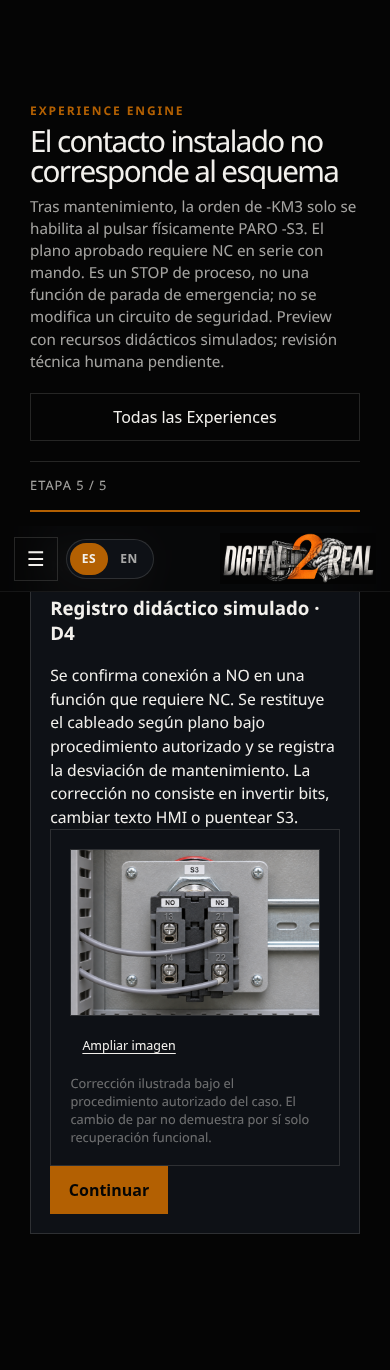 EXPERIENCE ENGINE
El contacto instalado no
corresponde al esquema
Tras mantenimiento, la orden de -KM3 solo se
habilita al pulsar físicamente PARO -S3. El
plano aprobado requiere NC en serie con
mando. Es un STOP de proceso, no una
función de parada de emergencia; no se
modifica un circuito de seguridad. Preview
con recursos didácticos simulados; revisión
técnica humana pendiente.
Todas las Experiences
ETAPA 5 / 5
☰ ES EN DIGITAL 2 REAL
Registro didáctico simulado ·
D4
Se confirma conexión a NO en una
función que requiere NC. Se restituye
el cableado según plano bajo
procedimiento autorizado y se registra
la desviación de mantenimiento. La
corrección no consiste en invertir bits,
cambiar texto HMI o puentear S3.
S3
NO NC
13 21
14 22
Ampliar imagen
Corrección ilustrada bajo el
procedimiento autorizado del caso. El
cambio de par no demuestra por sí solo
recuperación funcional.
Continuar